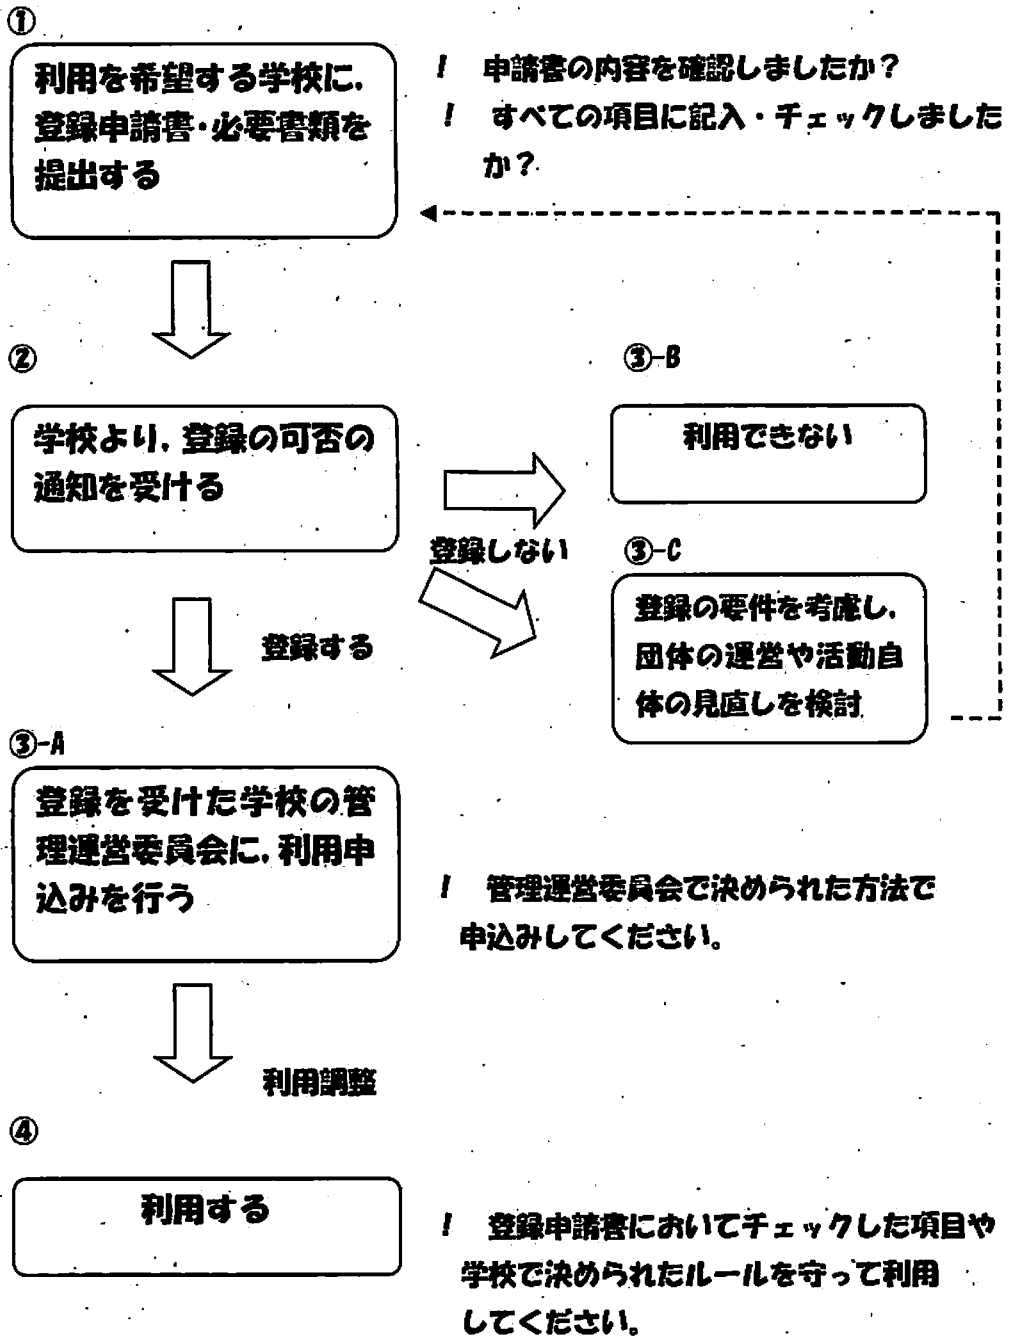 ①
利用を希望する学校に,
登録申請書・必要書類を
提出する
！ 申請書の内容を確認しましたか？
！ すべての項目に記入・チェックしました
か？
②
学校より,登録の可否の
通知を受ける
登録しない
③-B
利用できない
③-C
登録の要件を考慮し,
団体の運営や活動自
体の見直しを検討
登録する
③-A
登録を受けた学校の管
理運営委員会に,利用申
込みを行う
！ 管理運営委員会で決められた方法で
申込みしてください。
利用調整
④
利用する
！ 登録申請書においてチェックした項目や
学校で決められたルールを守って利用
してください。